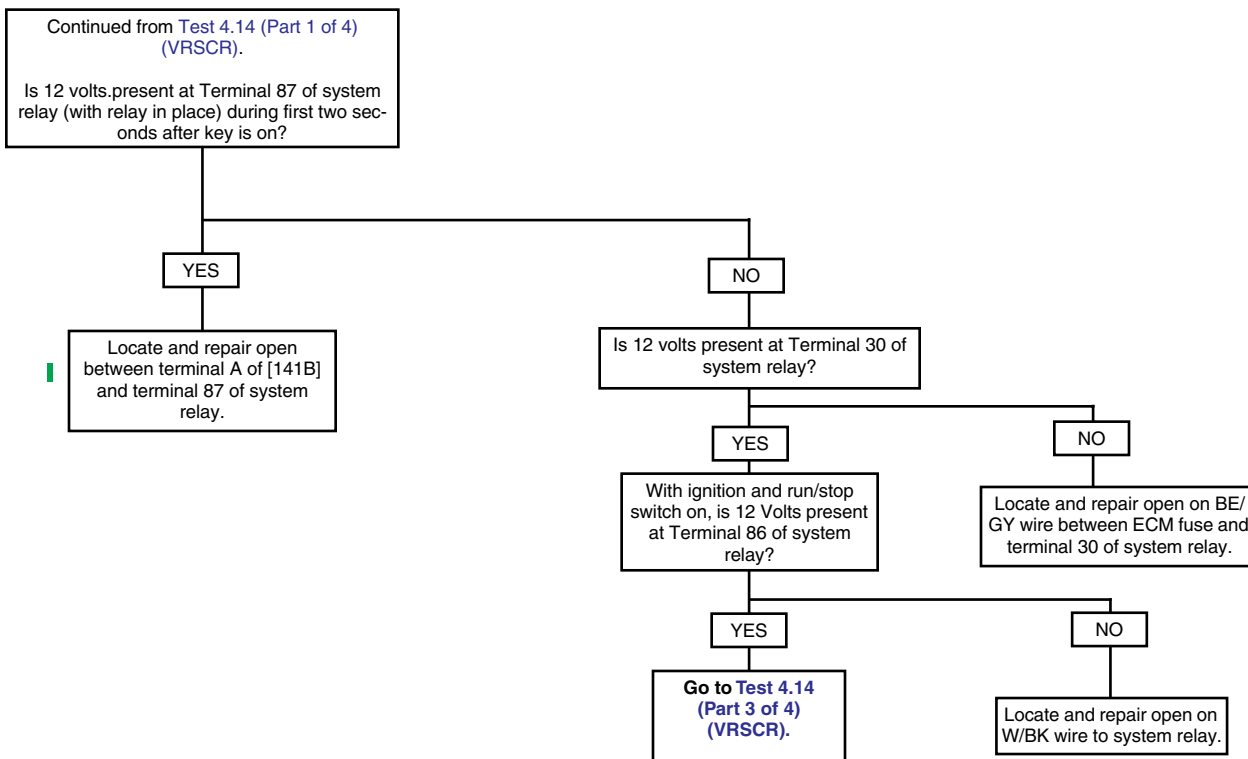 Continued from Test 4.14 (Part 1 of 4)
(VRSCR).
Is 12 volts.present at Terminal 87 of system
relay (with relay in place) during first two sec-
onds after key is on?
YES
NO
Locate and repair open
between terminal A of [141B]
and terminal 87 of system
relay.
Is 12 volts present at Terminal 30 of
system relay?
YES
NO
With ignition and run/stop
switch on, is 12 Volts present
at Terminal 86 of system
relay?
Locate and repair open on BE/
GY wire between ECM fuse and
terminal 30 of system relay.
YES
NO
Go to Test 4.14
(Part 3 of 4)
(VRSCR).
Locate and repair open on
W/BK wire to system relay.